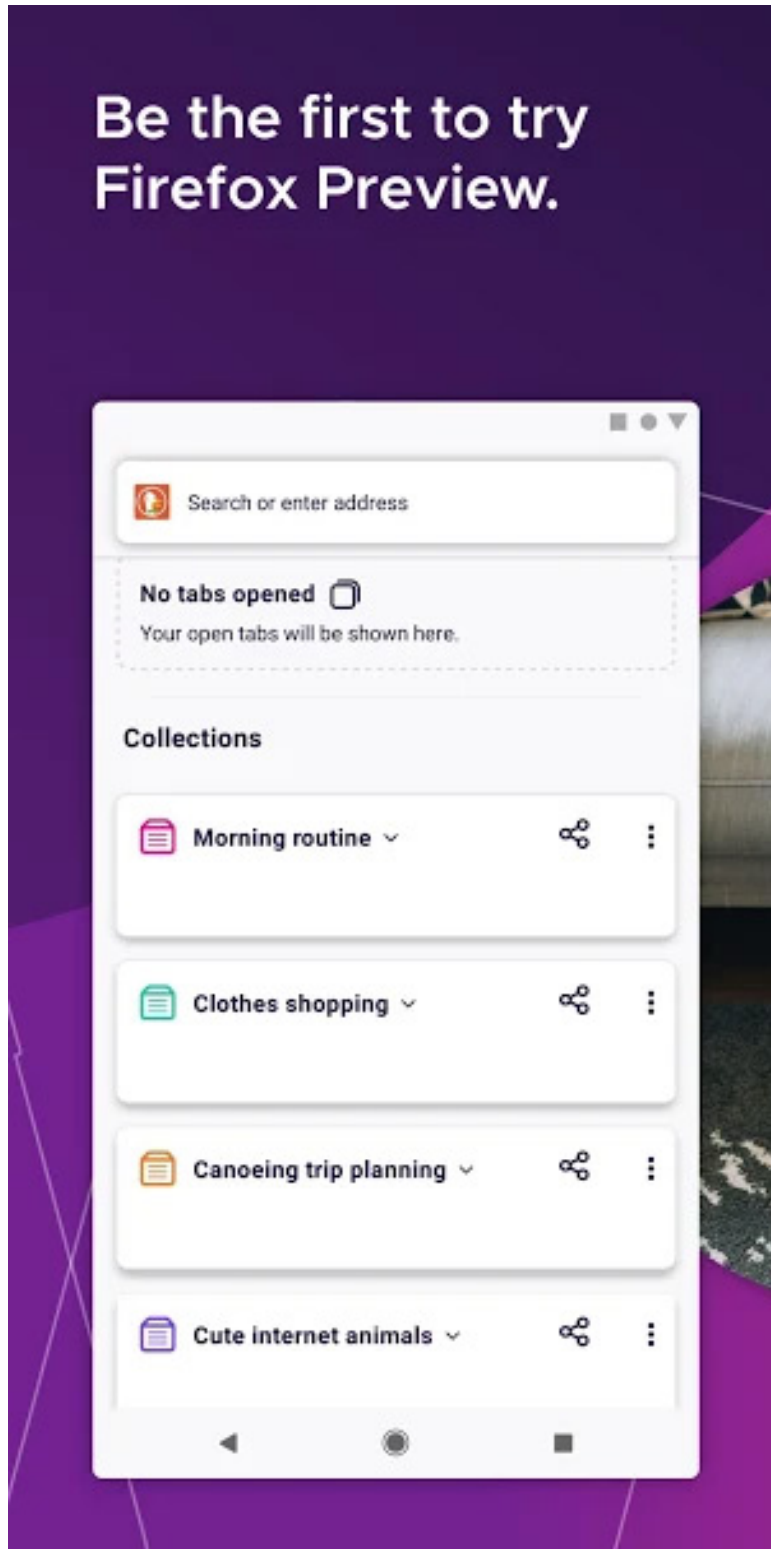 Be the first to try
Firefox Preview.
Search or enter address
No tabs opened
Your open tabs will be shown here.
Collections
Morning routine
Clothes shopping
Canoeing trip planning
Cute internet animals